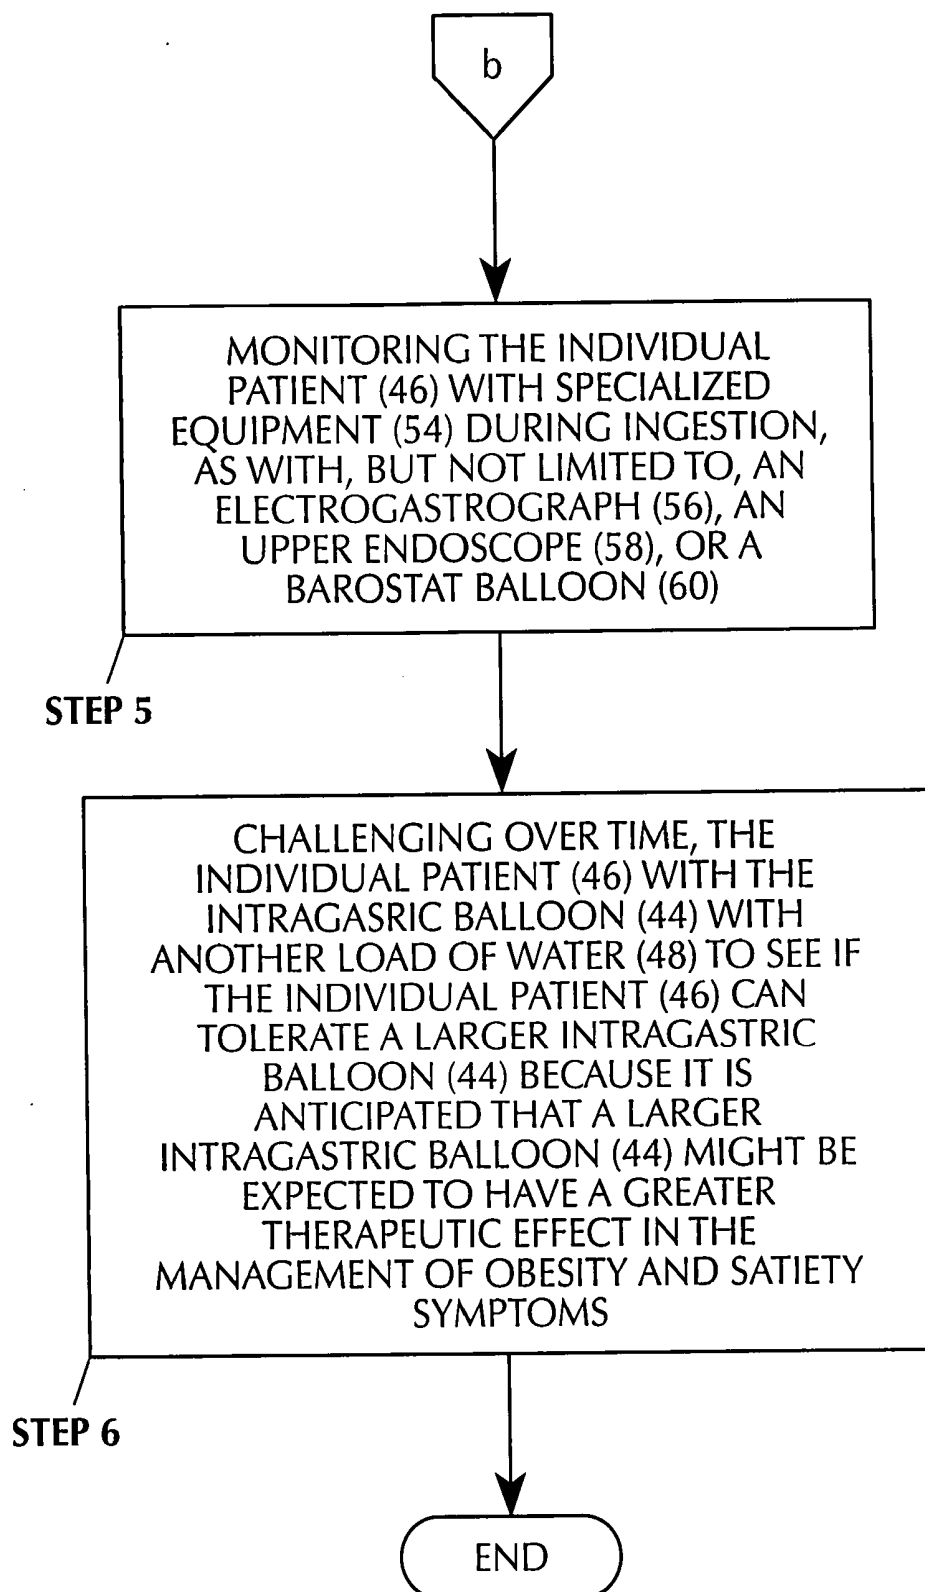 b
MONITORING THE INDIVIDUAL
PATIENT (46) WITH SPECIALIZED
EQUIPMENT (54) DURING INGESTION,
AS WITH, BUT NOT LIMITED TO, AN
ELECTROGASTROGRAPH (56), AN
UPPER ENDOSCOPE (58), OR A
BAROSTAT BALLOON (60)
STEP 5
CHALLENGING OVER TIME, THE
INDIVIDUAL PATIENT (46) WITH THE
INTRAGASRIC BALLOON (44) WITH
ANOTHER LOAD OF WATER (48) TO SEE IF
THE INDIVIDUAL PATIENT (46) CAN
TOLERATE A LARGER INTRAGASTRIC
BALLOON (44) BECAUSE IT IS
ANTICIPATED THAT A LARGER
INTRAGASTRIC BALLOON (44) MIGHT BE
EXPECTED TO HAVE A GREATER
THERAPEUTIC EFFECT IN THE
MANAGEMENT OF OBESITY AND SATIETY
SYMPTOMS
STEP 6
END